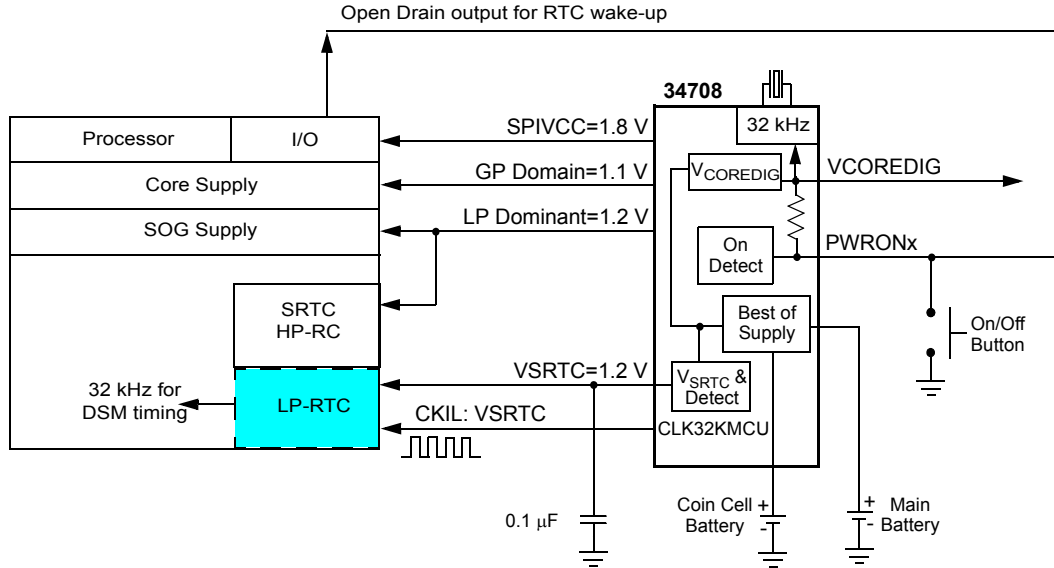 Open Drain output for RTC wake-up
34708
Processor
I/O
SPIVCC=1.8 V
32 kHz
Core Supply
GP Domain=1.1 V
VCOREDIG
VCOREDIG
SOG Supply
LP Dominant=1.2 V
On
Detect
PWRONx
SRTC
HP-RC
Best of
Supply
On/Off
Button
VSRTC=1.2 V
VSRTC &
Detect
32 kHz for
DSM timing
LP-RTC
CKIL: VSRTC
CLK32KMCU
0.1 μF
Coin Cell
Battery
+
-
+
-
Main
Battery